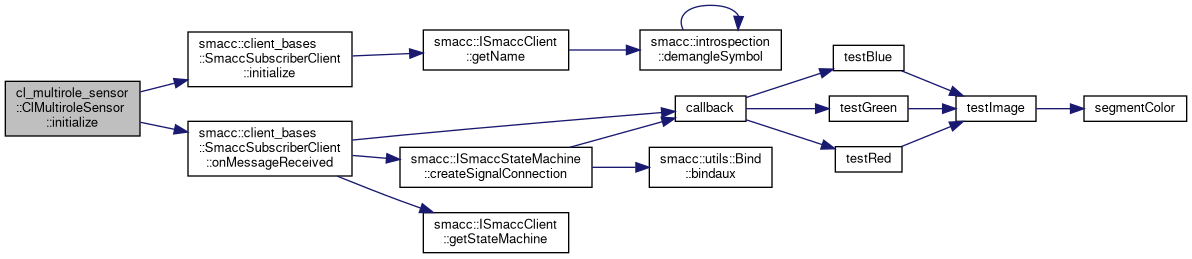 cl_multirole_sensor
::ClMultiroleSensor
::initialize
smacc::client_bases
::SmaccSubscriberClient
::initialize
smacc::ISmaccClient
::getName
smacc::introspection
::demangleSymbol
smacc::client_bases
::SmaccSubscriberClient
::onMessageReceived
smacc::ISmaccStateMachine
::createSignalConnection
smacc::ISmaccClient
::getStateMachine
callback
smacc::utils::Bind
::bindaux
testBlue
testGreen
testRed
testImage
segmentColor